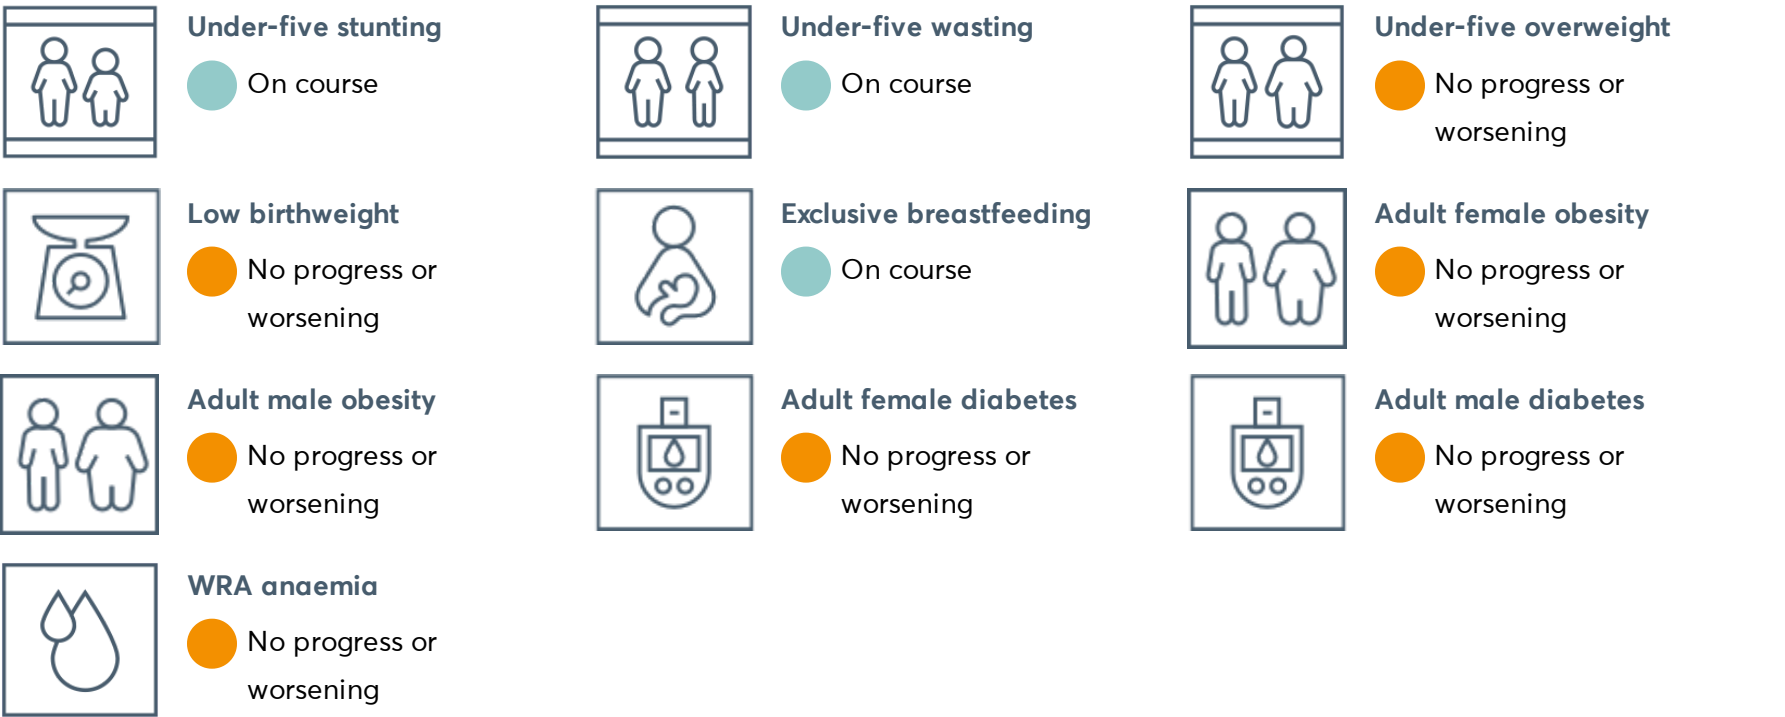 Under-five stunting
On course
Under-five wasting
On course
Under-five overweight
No progress or
worsening
Low birthweight
No progress or
worsening
Exclusive breastfeeding
On course
Adult female obesity
No progress or
worsening
Adult male obesity
No progress or
worsening
Adult female diabetes
No progress or
worsening
Adult male diabetes
No progress or
worsening
WRA anaemia
No progress or
worsening